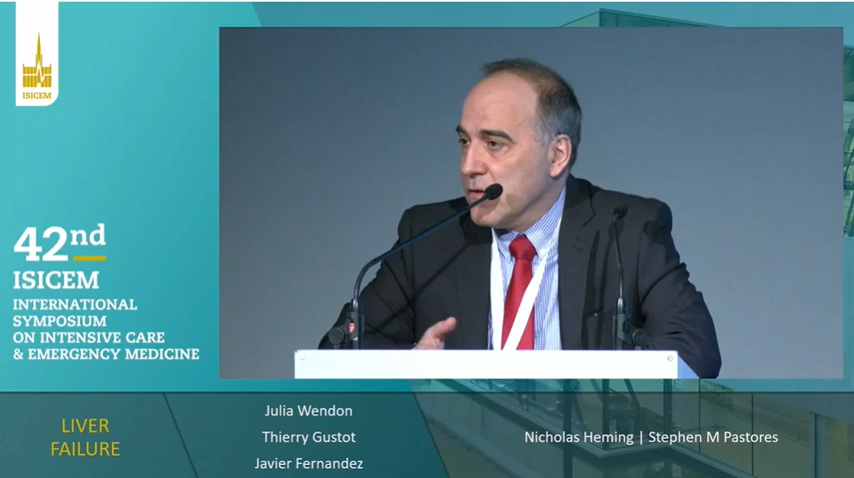 ISICEM
42nd
ISICEM
INTERNATIONAL
SYMPOSIUM
ON INTENSIVE CARE
& EMERGENCY MEDICINE
LIVER
FAILURE
Julia Wendon
Thierry Gustot
Javier Fernandez
Nicholas Heming | Stephen M Pastores